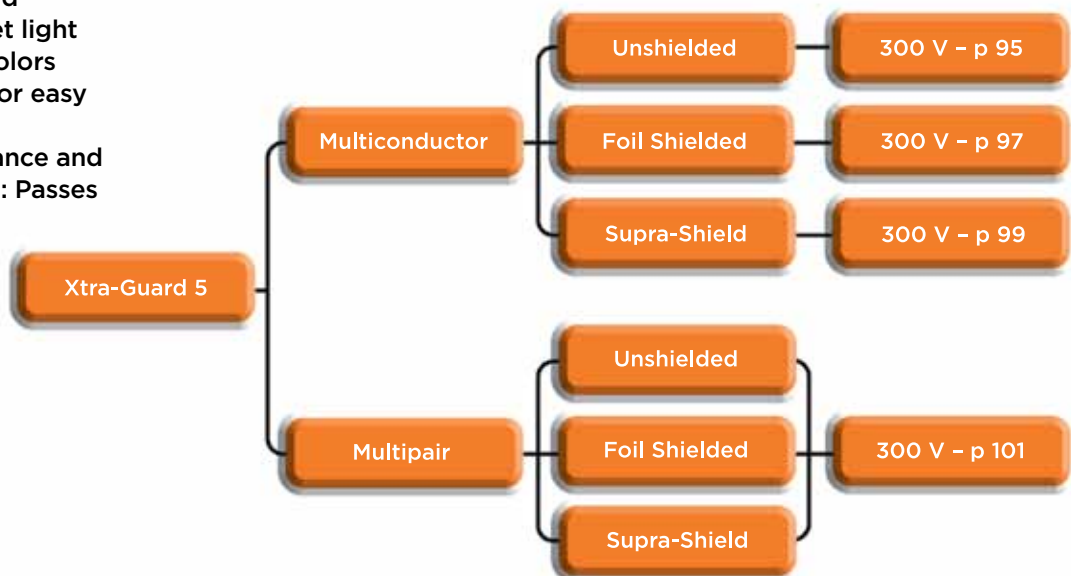 et light
olors
or easy
ance and
: Passes
Xtra-Guard 5
Multiconductor
Unshielded
300 V – p 95
Foil Shielded
300 V – p 97
Supra-Shield
300 V – p 99
Multipair
Unshielded
Foil Shielded
Supra-Shield
300 V – p 101